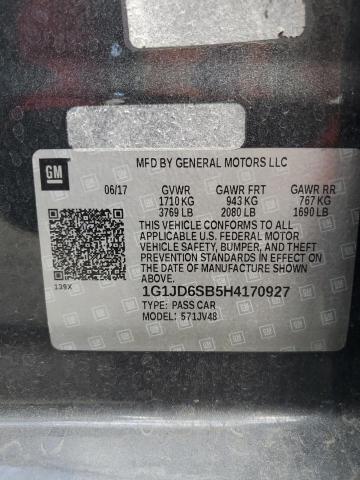 GM
MFD BY GENERAL MOTORS LLC
06/17 GVWR GAWR FRT GAWR RR
1710 KG 943 KG 767 KG
3769 LB 2080 LB 1690 LB
THIS VEHICLE CONFORMS TO ALL
APPLICABLE U.S. FEDERAL MOTOR
VEHICLE SAFETY, BUMPER, AND THEFT
PREVENTION STANDARDS IN EFFECT ON
THE DATE OF MANUFACTURE SHOWN
ABOVE.
139X 1G1JD6SB5H4170927
TYPE: PASS CAR
MODEL: 571JV48